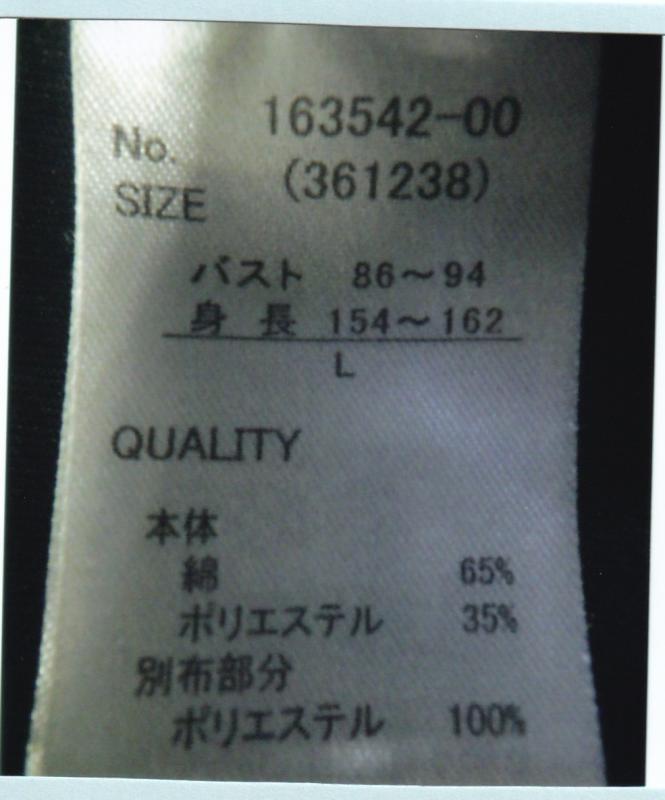 No. 163542-00
SIZE (361238)
バスト 86～94
身長 154～162
L
QUALITY
本体
綿 65%
ポリエステル 35%
別布部分
ポリエステル 100%